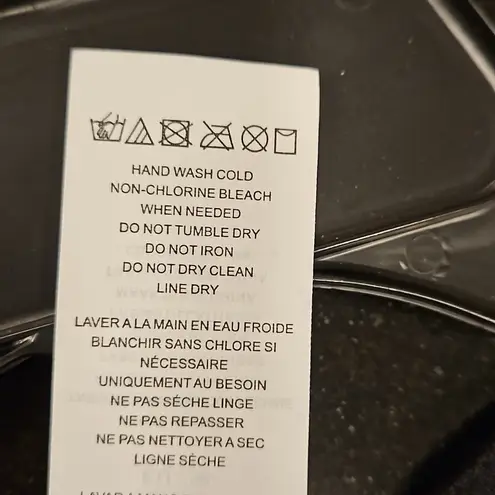 HAND WASH COLD
NON-CHLORINE BLEACH
WHEN NEEDED
DO NOT TUMBLE DRY
DO NOT IRON
DO NOT DRY CLEAN
LINE DRY
LAVER A LA MAIN EN EAU FROIDE
BLANCHIR SANS CHLORE SI
NÉCESSAIRE
UNIQUEMENT AU BESOIN
NE PAS SÉCHE LINGE
NE PAS REPASSER
NE PAS NETTOYER A SEC
LIGNE SÈCHE